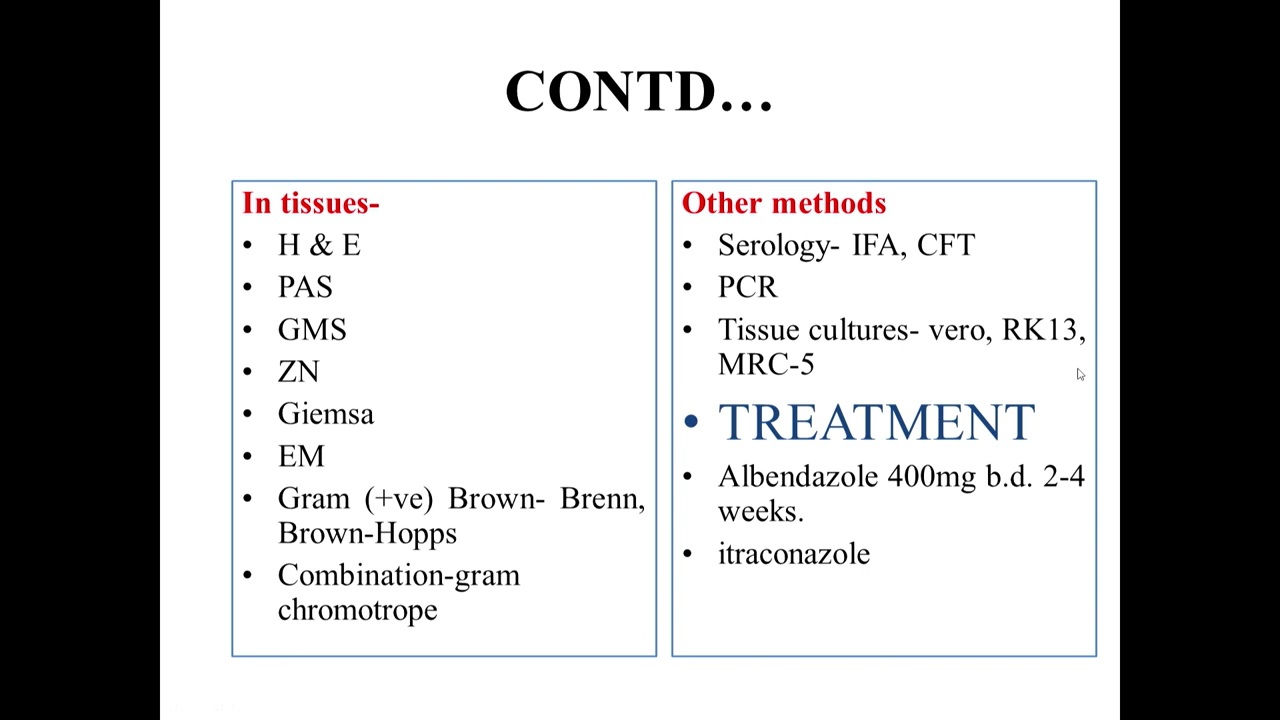 CONTD…
In tissues-
• H & E
• PAS
• GMS
• ZN
• Giemsa
• EM
• Gram (+ve) Brown- Brenn,
Brown-Hopps
• Combination-gram
chromotrope
Other methods
• Serology- IFA, CFT
• PCR
• Tissue cultures- vero, RK13,
MRC-5
• TREATMENT
• Albendazole 400mg b.d. 2-4
weeks.
• itraconazole